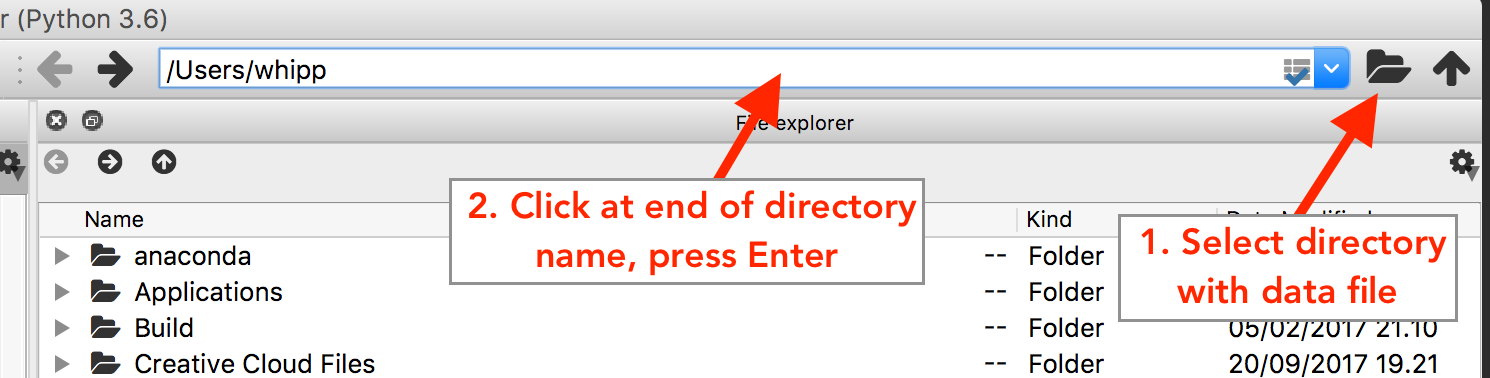 r (Python 3.6)
/Users/whipp
File explorer
2. Click at end of directory
name, press Enter
1. Select directory
with data file
Name Kind
anaconda -- Folder
Applications -- Folder
Build -- Folder 05/02/2017 21.10
Creative Cloud Files -- Folder 20/09/2017 19.21